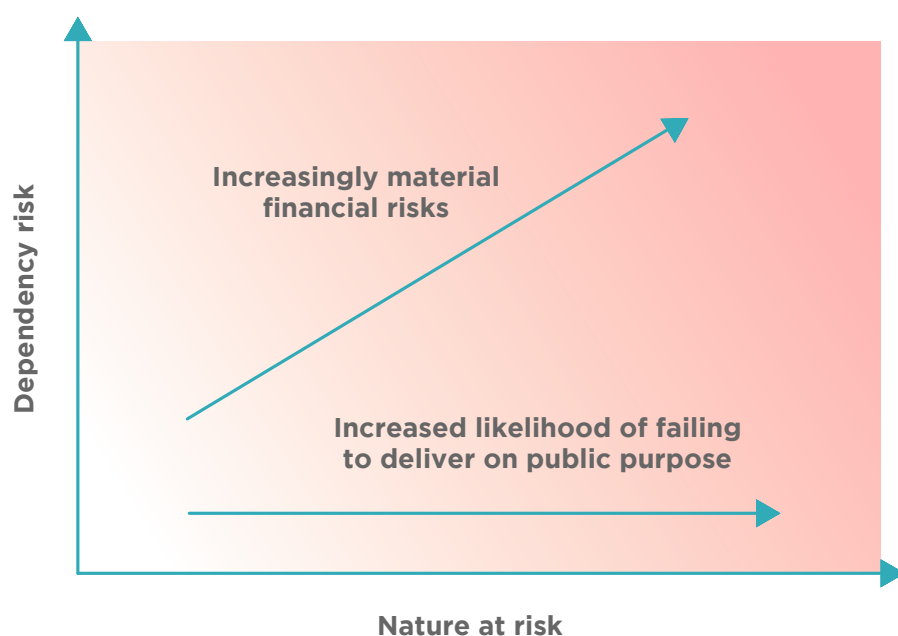 Increasingly material
financial risks
Dependency risk
Increased likelihood of failing
to deliver on public purpose
Nature at risk